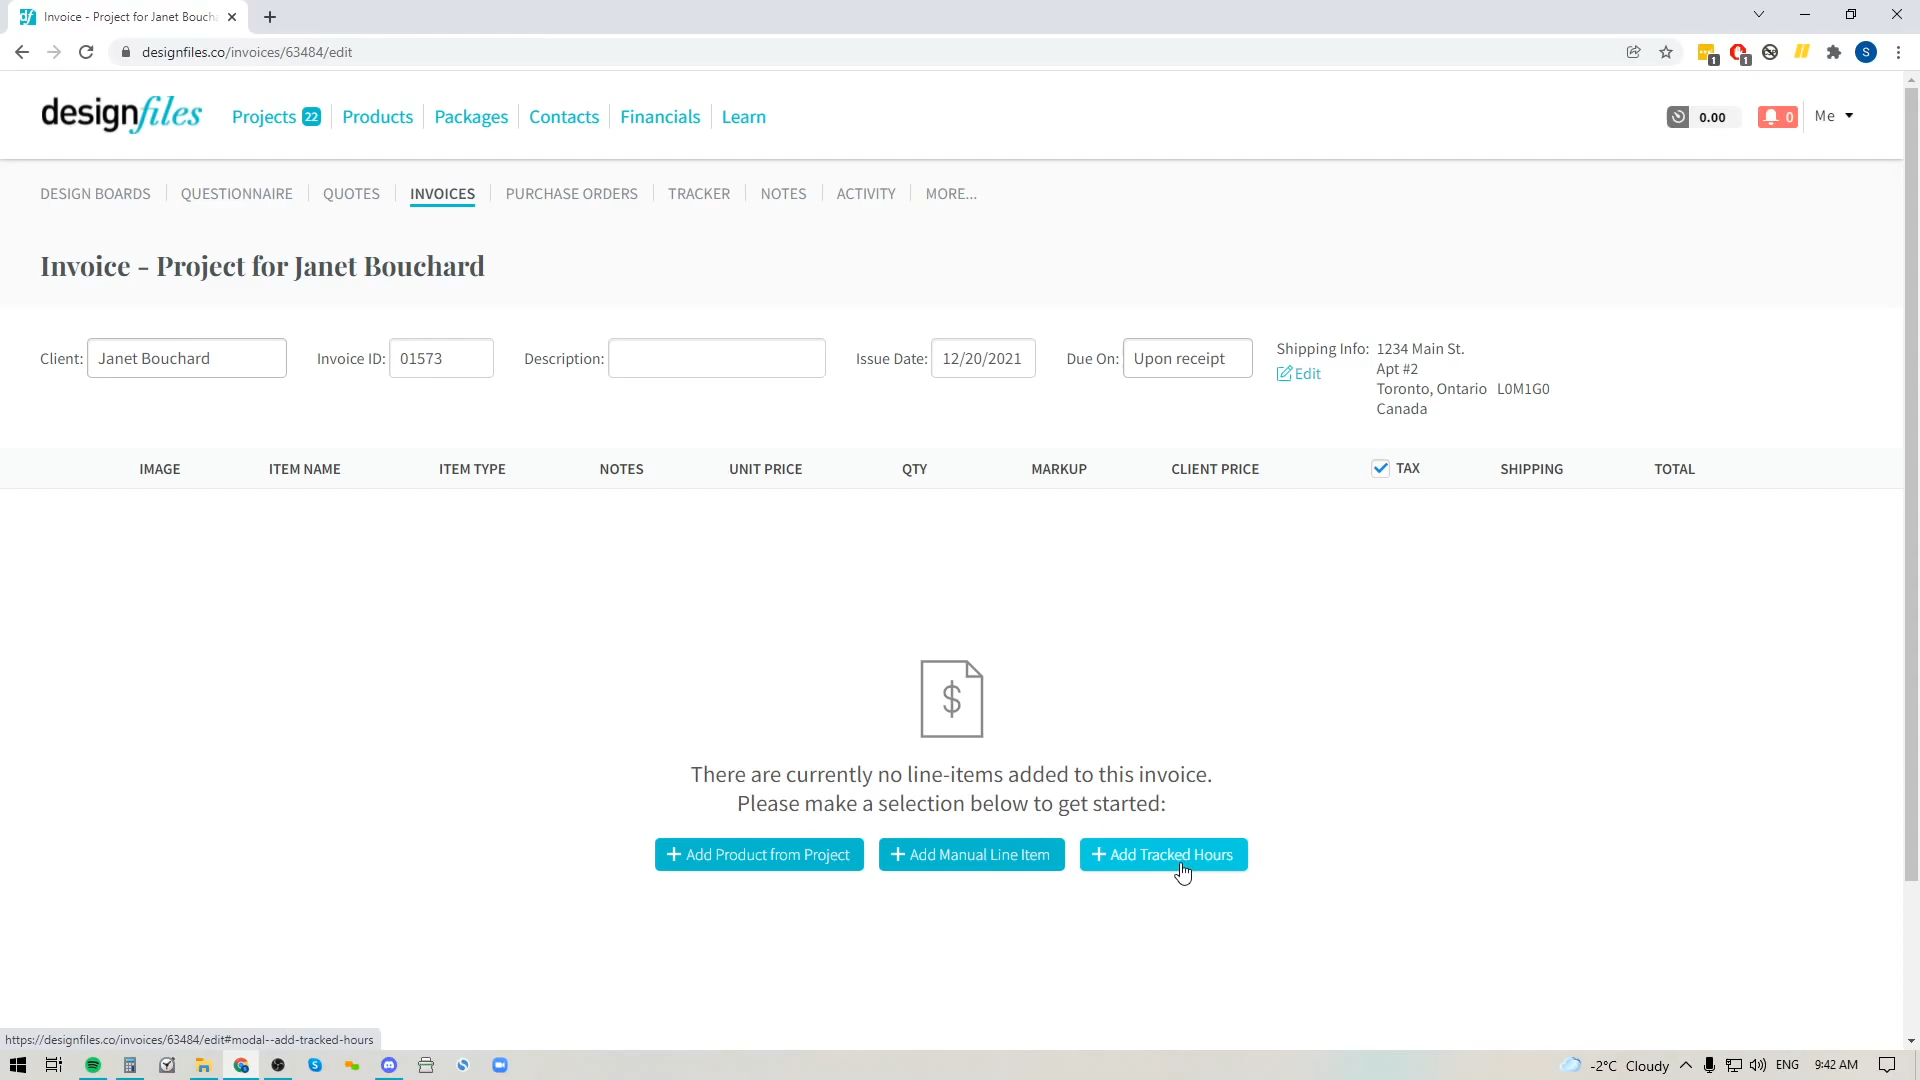 Invoice - Project for Janet Bouch
designfiles.co/invoices/63484/edit
1
1
S
designfiles
Projects 22
Products
Packages
Contacts
Financials
Learn
0.00
0
Me
DESIGN BOARDS
QUESTIONNAIRE
QUOTES
INVOICES
PURCHASE ORDERS
TRACKER
NOTES
ACTIVITY
MORE...
Invoice - Project for Janet Bouchard
Client: Janet Bouchard
Invoice ID: 01573
Description:
Issue Date: 12/20/2021
Due On: Upon receipt
Shipping Info: 1234 Main St.
Edit
Apt #2
Toronto, Ontario L0M1G0
Canada
IMAGE
ITEM NAME
ITEM TYPE
NOTES
UNIT PRICE
QTY
MARKUP
CLIENT PRICE
TAX
SHIPPING
TOTAL
$
There are currently no line-items added to this invoice.
Please make a selection below to get started:
+ Add Product from Project
+ Add Manual Line Item
+ Add Tracked Hours
https://designfiles.co/invoices/63484/edit#modal--add-tracked-hours
-2°C Cloudy
ENG
9:42 AM